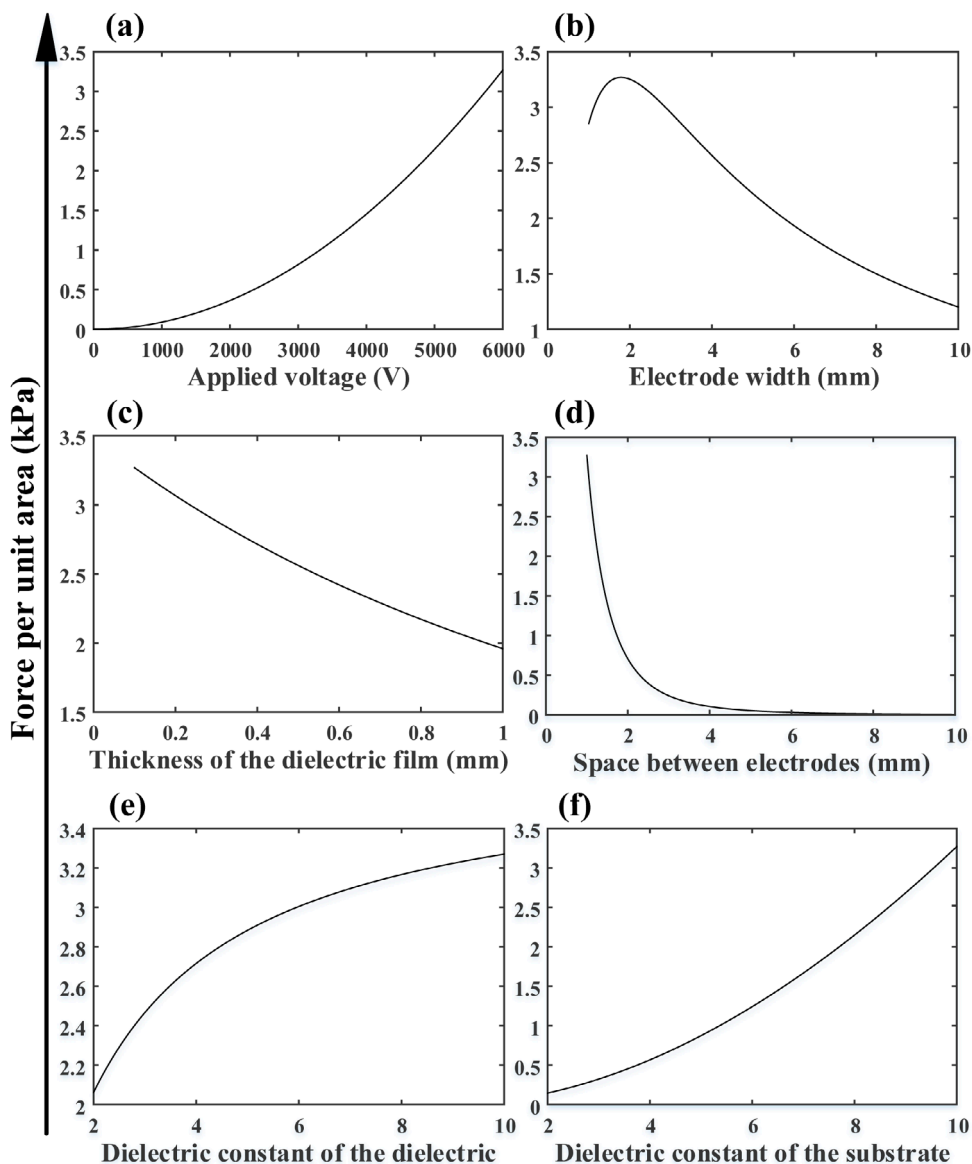 Force per unit area (kPa)
(a)
3.5
3
2.5
2
1.5
1
0.5
0
0 1000 2000 3000 4000 5000 6000
Applied voltage (V)
(b)
3.5
3
2.5
2
1.5
1
0 2 4 6 8 10
Electrode width (mm)
(c)
3.5
3
2.5
2
1.5
0 0.2 0.4 0.6 0.8 1
Thickness of the dielectric film (mm)
(d)
3.5
3
2.5
2
1.5
1
0.5
0
0 2 4 6 8 10
Space between electrodes (mm)
(e)
3.4
3.2
3
2.8
2.6
2.4
2.2
2
2 4 6 8 10
Dielectric constant of the dielectric
(f)
3.5
3
2.5
2
1.5
1
0.5
0
2 4 6 8 10
Dielectric constant of the substrate